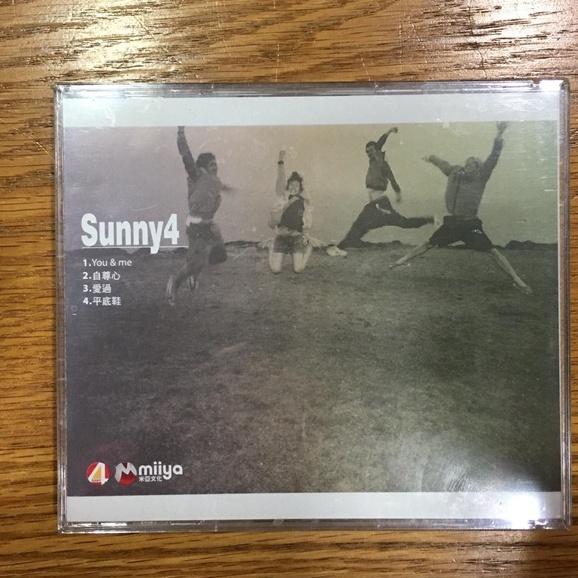 Sunny4
1.You & me
2.自尊心
3.愛過
4.平底鞋
4 miiya
米亞文化